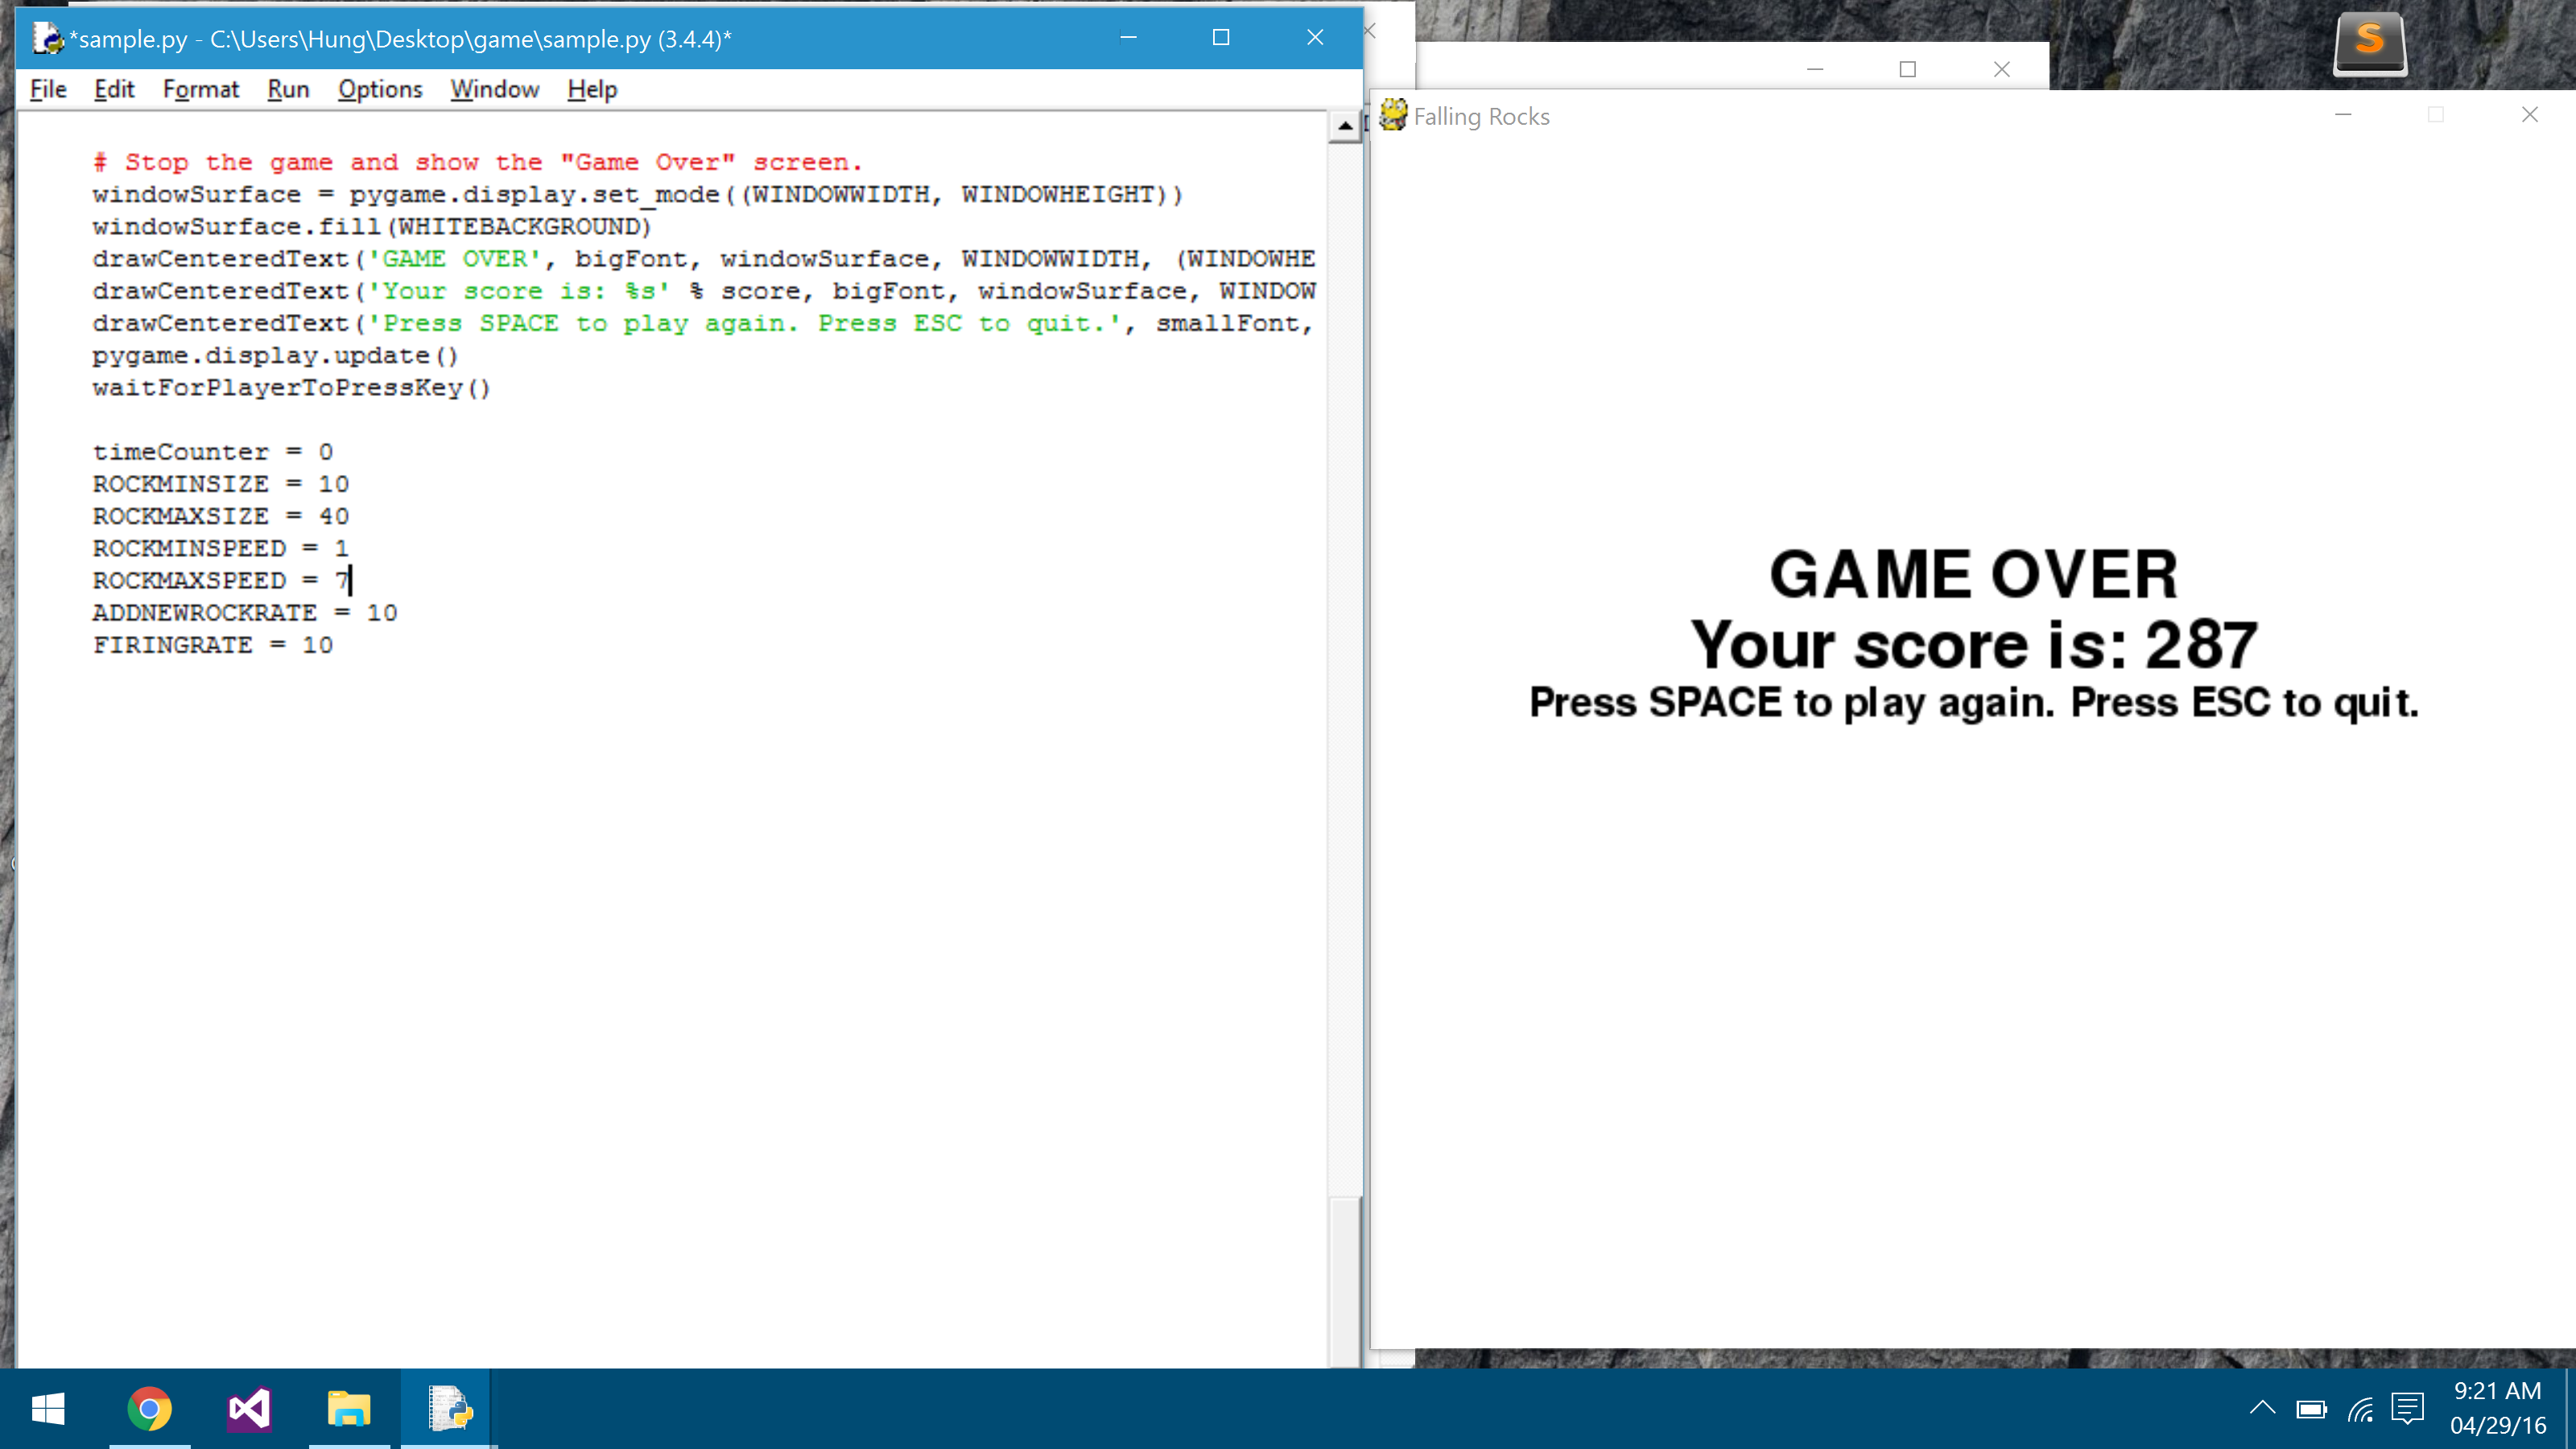 *sample.py - C:\Users\Hung\Desktop\game\sample.py (3.4.4)*
File Edit Format Run Options Window Help
# Stop the game and show the "Game Over" screen.
windowSurface = pygame.display.set_mode((WINDOWWIDTH, WINDOWHEIGHT))
windowSurface.fill(WHITEBACKGROUND)
drawCenteredText('GAME OVER', bigFont, windowSurface, WINDOWWIDTH, (WINDOWHE
drawCenteredText('Your score is: %s' % score, bigFont, windowSurface, WINDOW
drawCenteredText('Press SPACE to play again. Press ESC to quit.', smallFont,
pygame.display.update()
waitForPlayerToPressKey()
timeCounter = 0
ROCKMINSIZE = 10
ROCKMAXSIZE = 40
ROCKMINSPEED = 1
ROCKMAXSPEED = 7
ADDNEWROCKRATE = 10
FIRINGRATE = 10
Falling Rocks
GAME OVER
Your score is: 287
Press SPACE to play again. Press ESC to quit.
S
9:21 AM
04/29/16